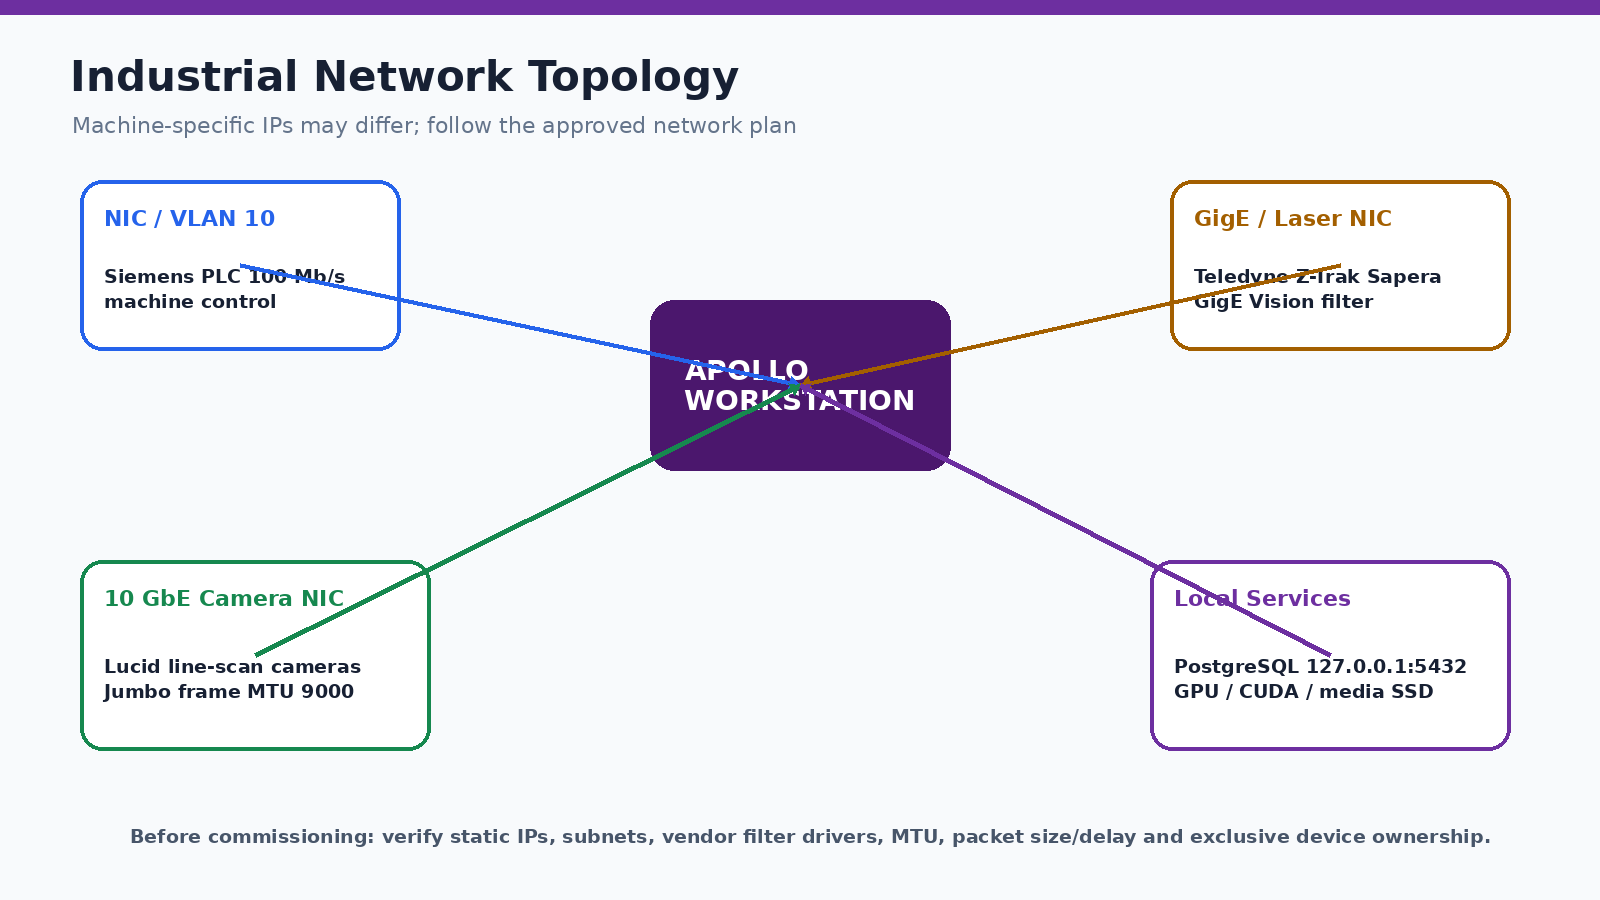 Industrial Network Topology
Machine-specific IPs may differ; follow the approved network plan
NIC / VLAN 10
Siemens PLC 100 Mb/s
machine control
GigE / Laser NIC
Teledyne Z-Trak Sapera
GigE Vision filter
APOLLO
WORKSTATION
10 GbE Camera NIC
Lucid line-scan cameras
Jumbo frame MTU 9000
Local Services
PostgreSQL 127.0.0.1:5432
GPU / CUDA / media SSD
Before commissioning: verify static IPs, subnets, vendor filter drivers, MTU, packet size/delay and exclusive device ownership.